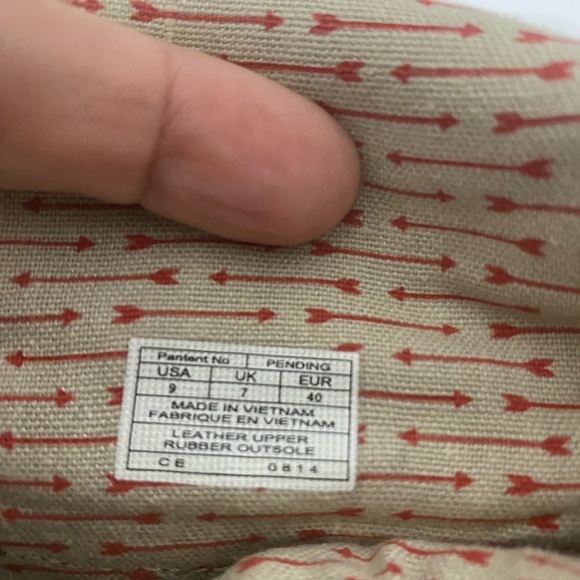 Pantent No PENDING
USA UK EUR
9 7 40
MADE IN VIETNAM
FABRIQUE EN VIETNAM
LEATHER UPPER
RUBBER OUTSOLE
CE 0814